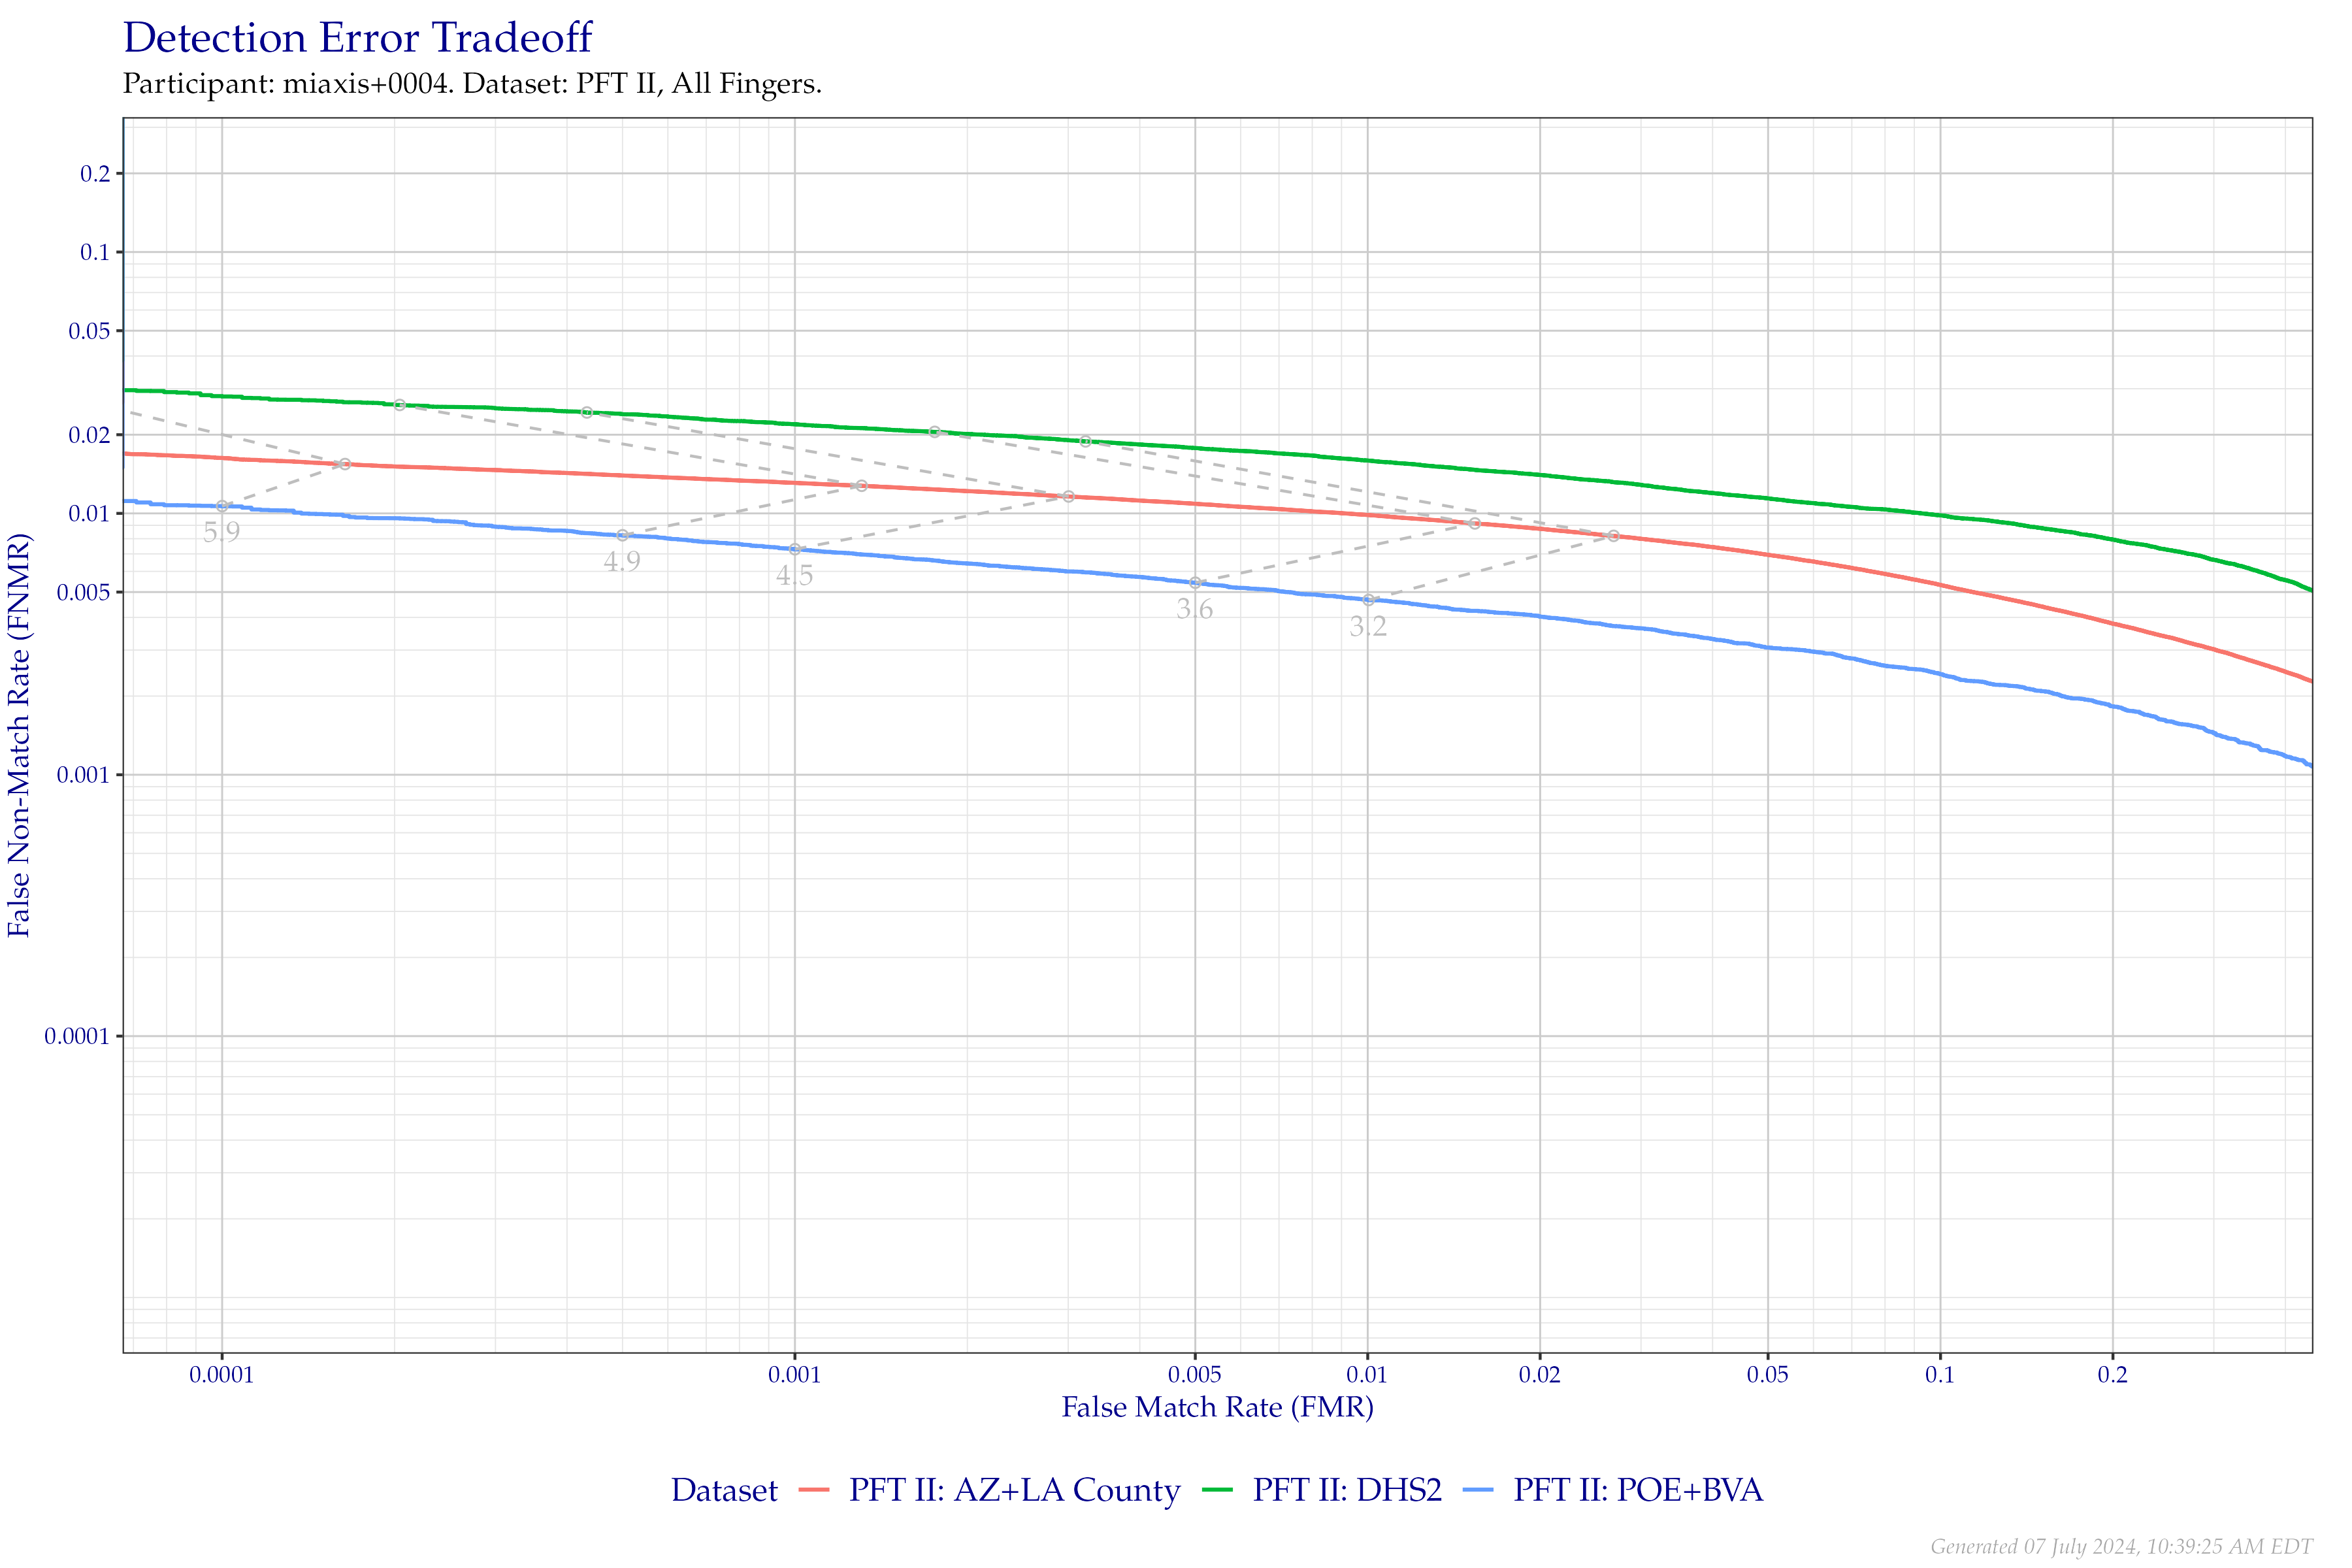 Detection Error Tradeoff
Participant: miaxis+0004. Dataset: PFT II, All Fingers.
False Non-Match Rate (FNMR)
0.2
0.1
0.05
0.02
0.01
0.005
0.001
0.0001
5.9
4.9
4.5
3.6
3.2
0.0001 0.001 0.005 0.01 0.02 0.05 0.1 0.2
False Match Rate (FMR)
Dataset PFT II: AZ+LA County PFT II: DHS2 PFT II: POE+BVA
Generated 07 July 2024, 10:39:25 AM EDT